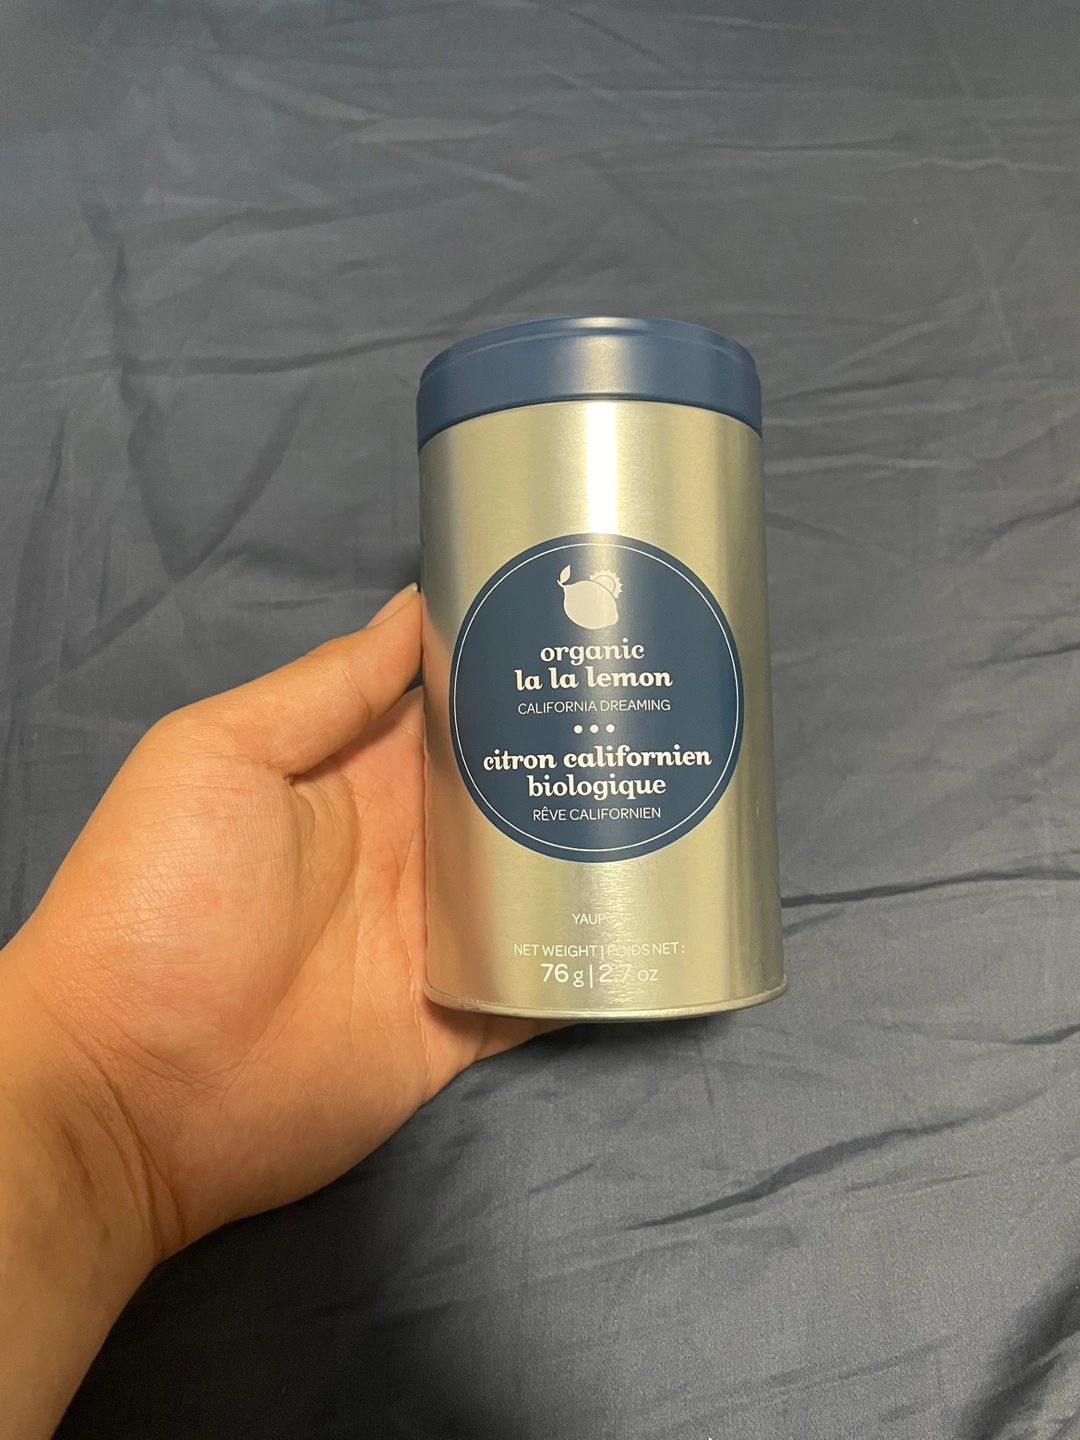 organic
la la lemon
CALIFORNIA DREAMING
citron californien
biologique
RÊVE CALIFORNIEN
NET WEIGHT | POIDS NET :
76 g | 2.7 oz